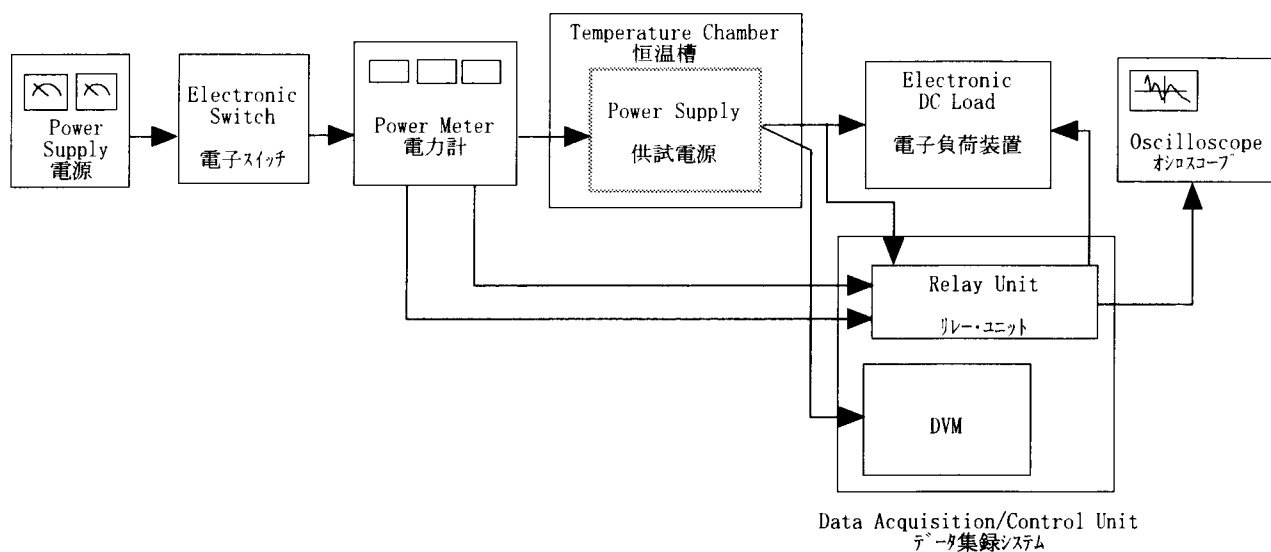 Power
Supply
電源
Electronic
Switch
電子スイッチ
Power Meter
電力計
Temperature Chamber
恒温槽
Power Supply
供試電源
Electronic
DC Load
電子負荷装置
Oscilloscope
オシロスコープ
Relay Unit
リレー・ユニット
DVM
Data Acquisition/Control Unit
データ集録システム